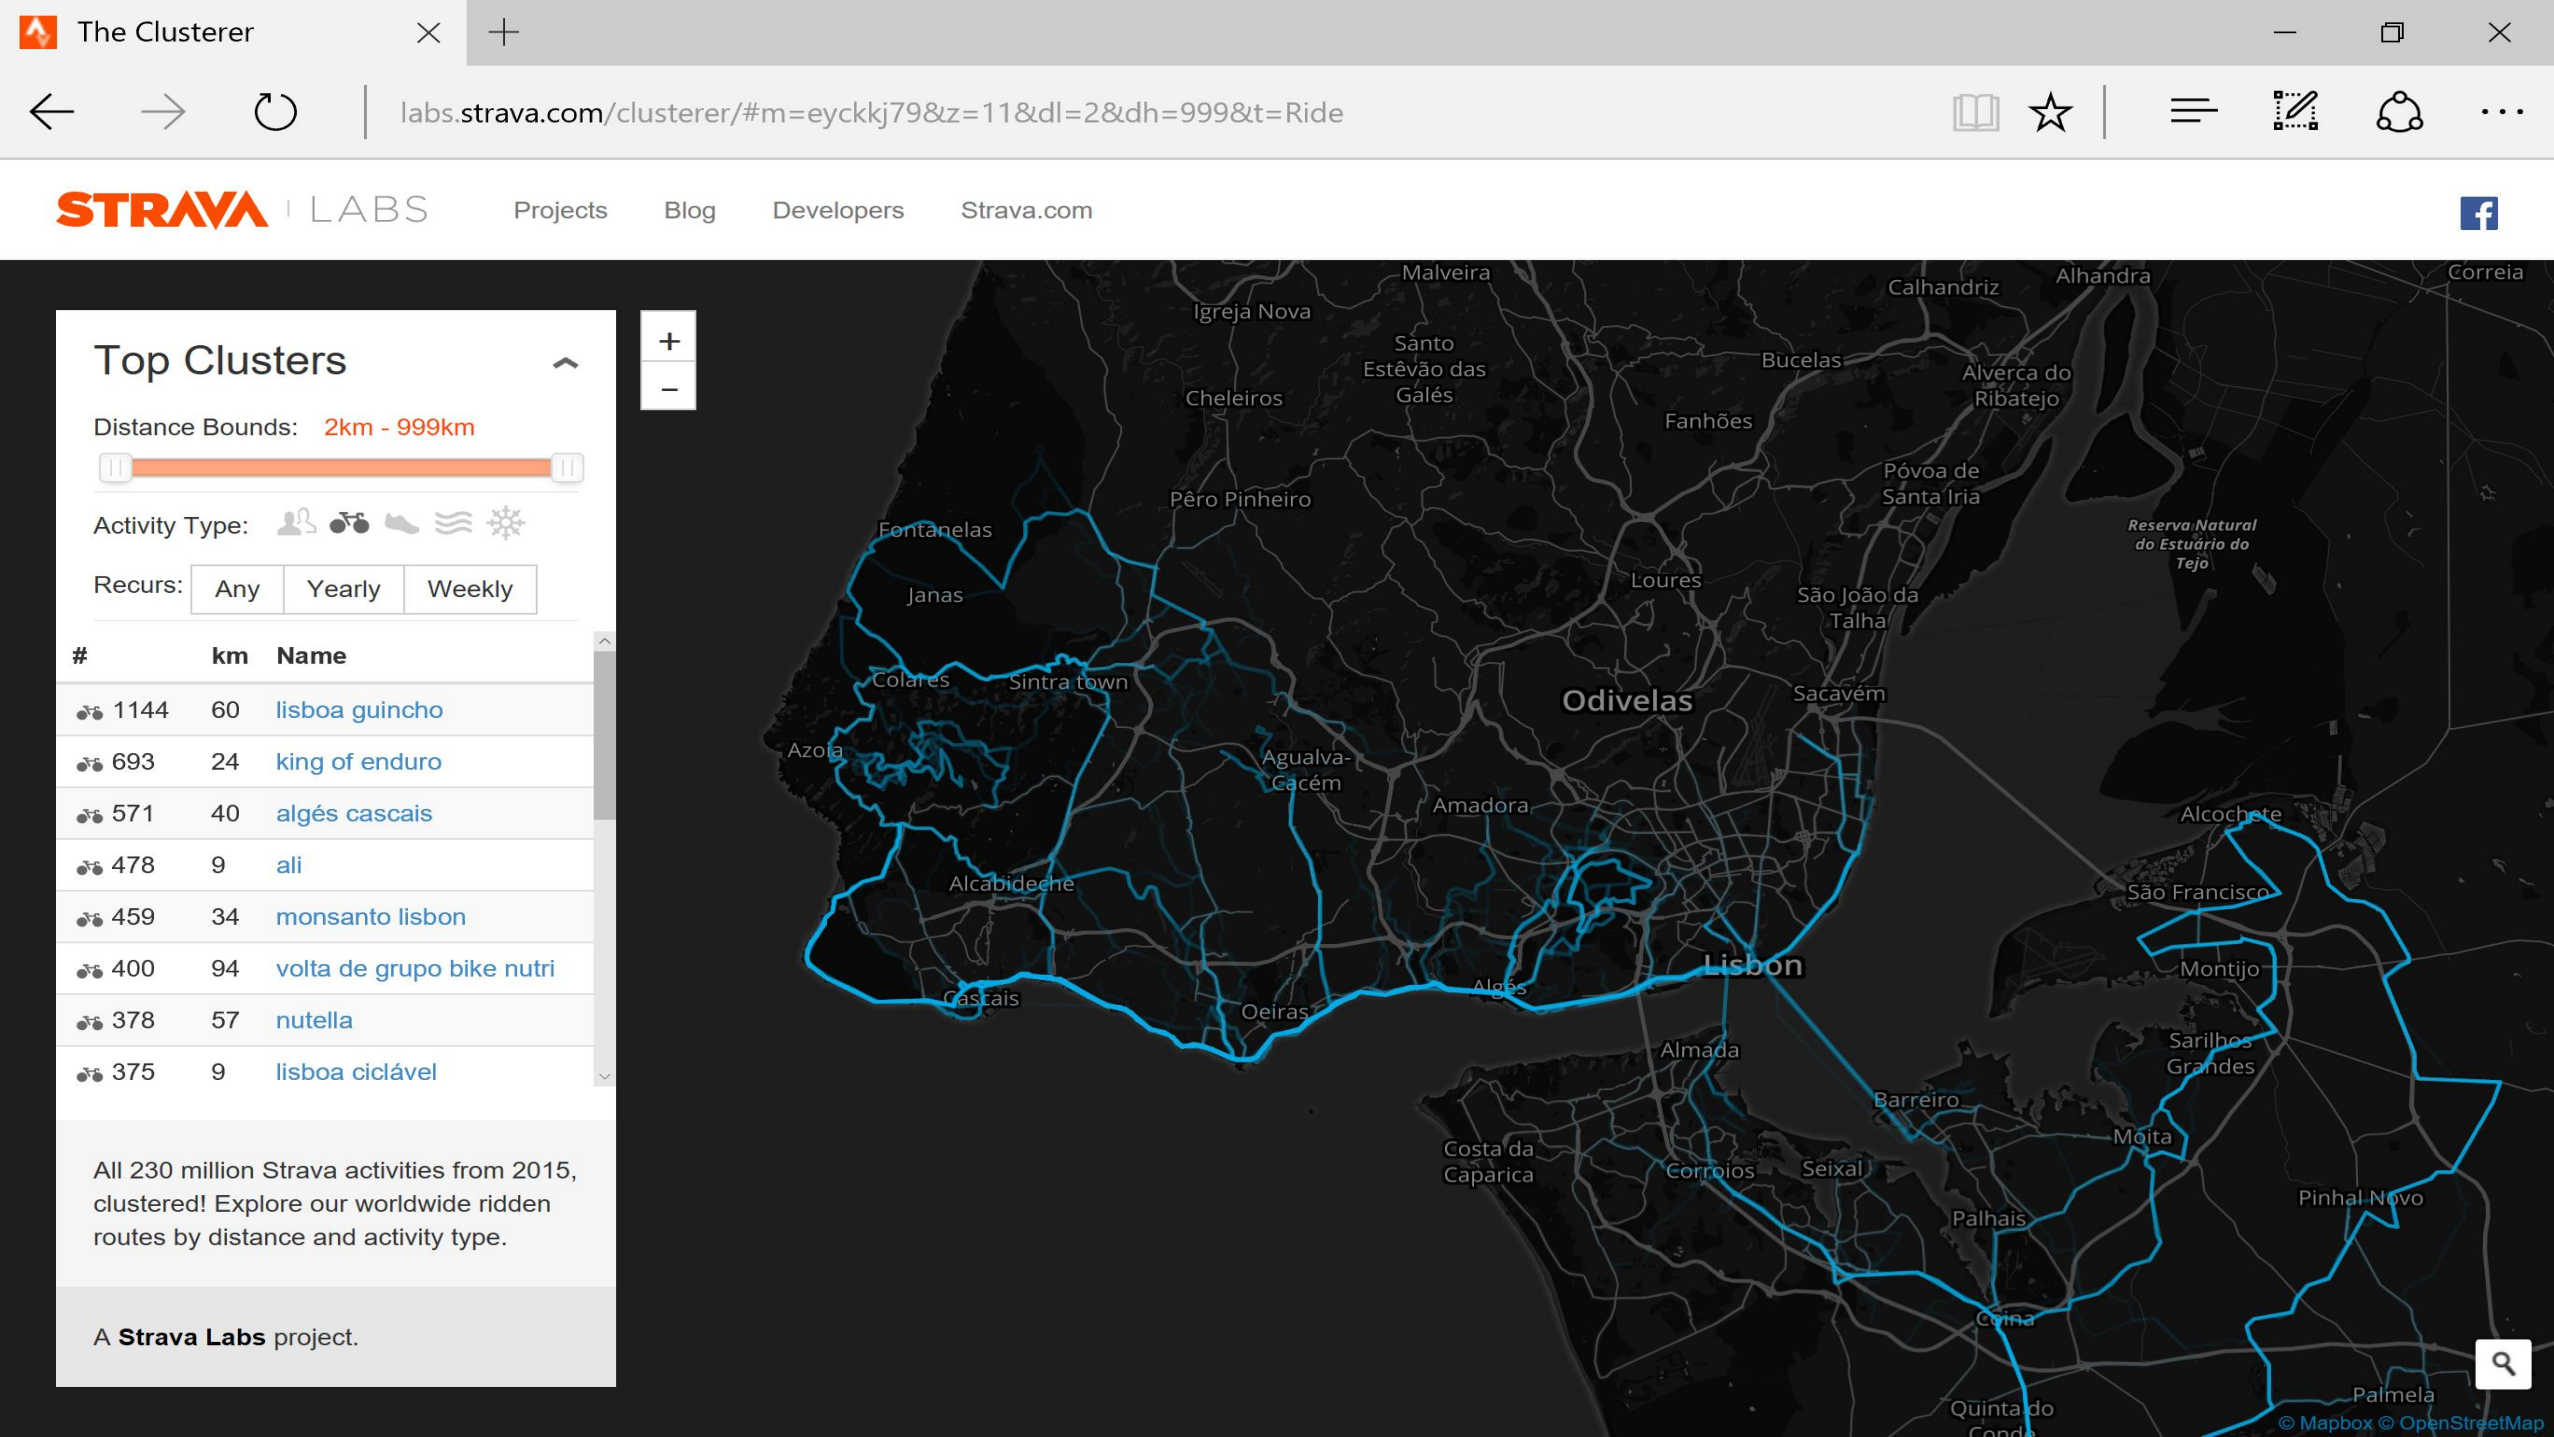 The Clusterer
labs.strava.com/clusterer/#m=eyckkj79&z=11&dl=2&dh=999&t=Ride
STRAVA | LABS
Projects
Blog
Developers
Strava.com
Top Clusters
Distance Bounds: 2km - 999km
Activity Type:
Recurs: Any Yearly Weekly
# km Name
1144 60 lisboa guincho
693 24 king of enduro
571 40 algés cascais
478 9 ali
459 34 monsanto lisbon
400 94 volta de grupo bike nutri
378 57 nutella
375 9 lisboa ciclável
All 230 million Strava activities from 2015,
clustered! Explore our worldwide ridden
routes by distance and activity type.
A Strava Labs project.
+
−
Malveira
Calhandriz
Alhandra
Correia
Igreja Nova
Santo
Estêvão das
Galés
Bucelas
Alverca do
Ribatejo
Cheleiros
Fanhões
Póvoa de
Santa Iria
Pêro Pinheiro
Fontanelas
Reserva Natural
do Estuário do
Tejo
Janas
Loures
São João da
Talha
Colares
Sintra town
Odivelas
Sacavém
Azoia
Agualva-
Cacém
Amadora
Alcochete
Alcabideche
São Francisco
Lisbon
Montijo
Algés
Cascais
Oeiras
Almada
Sarilhos
Grandes
Barreiro
Moita
Costa da
Caparica
Corroios
Seixal
Pinhal Novo
Palhais
Coina
Palmela
Quinta do
Conde
© Mapbox © OpenStreetMap